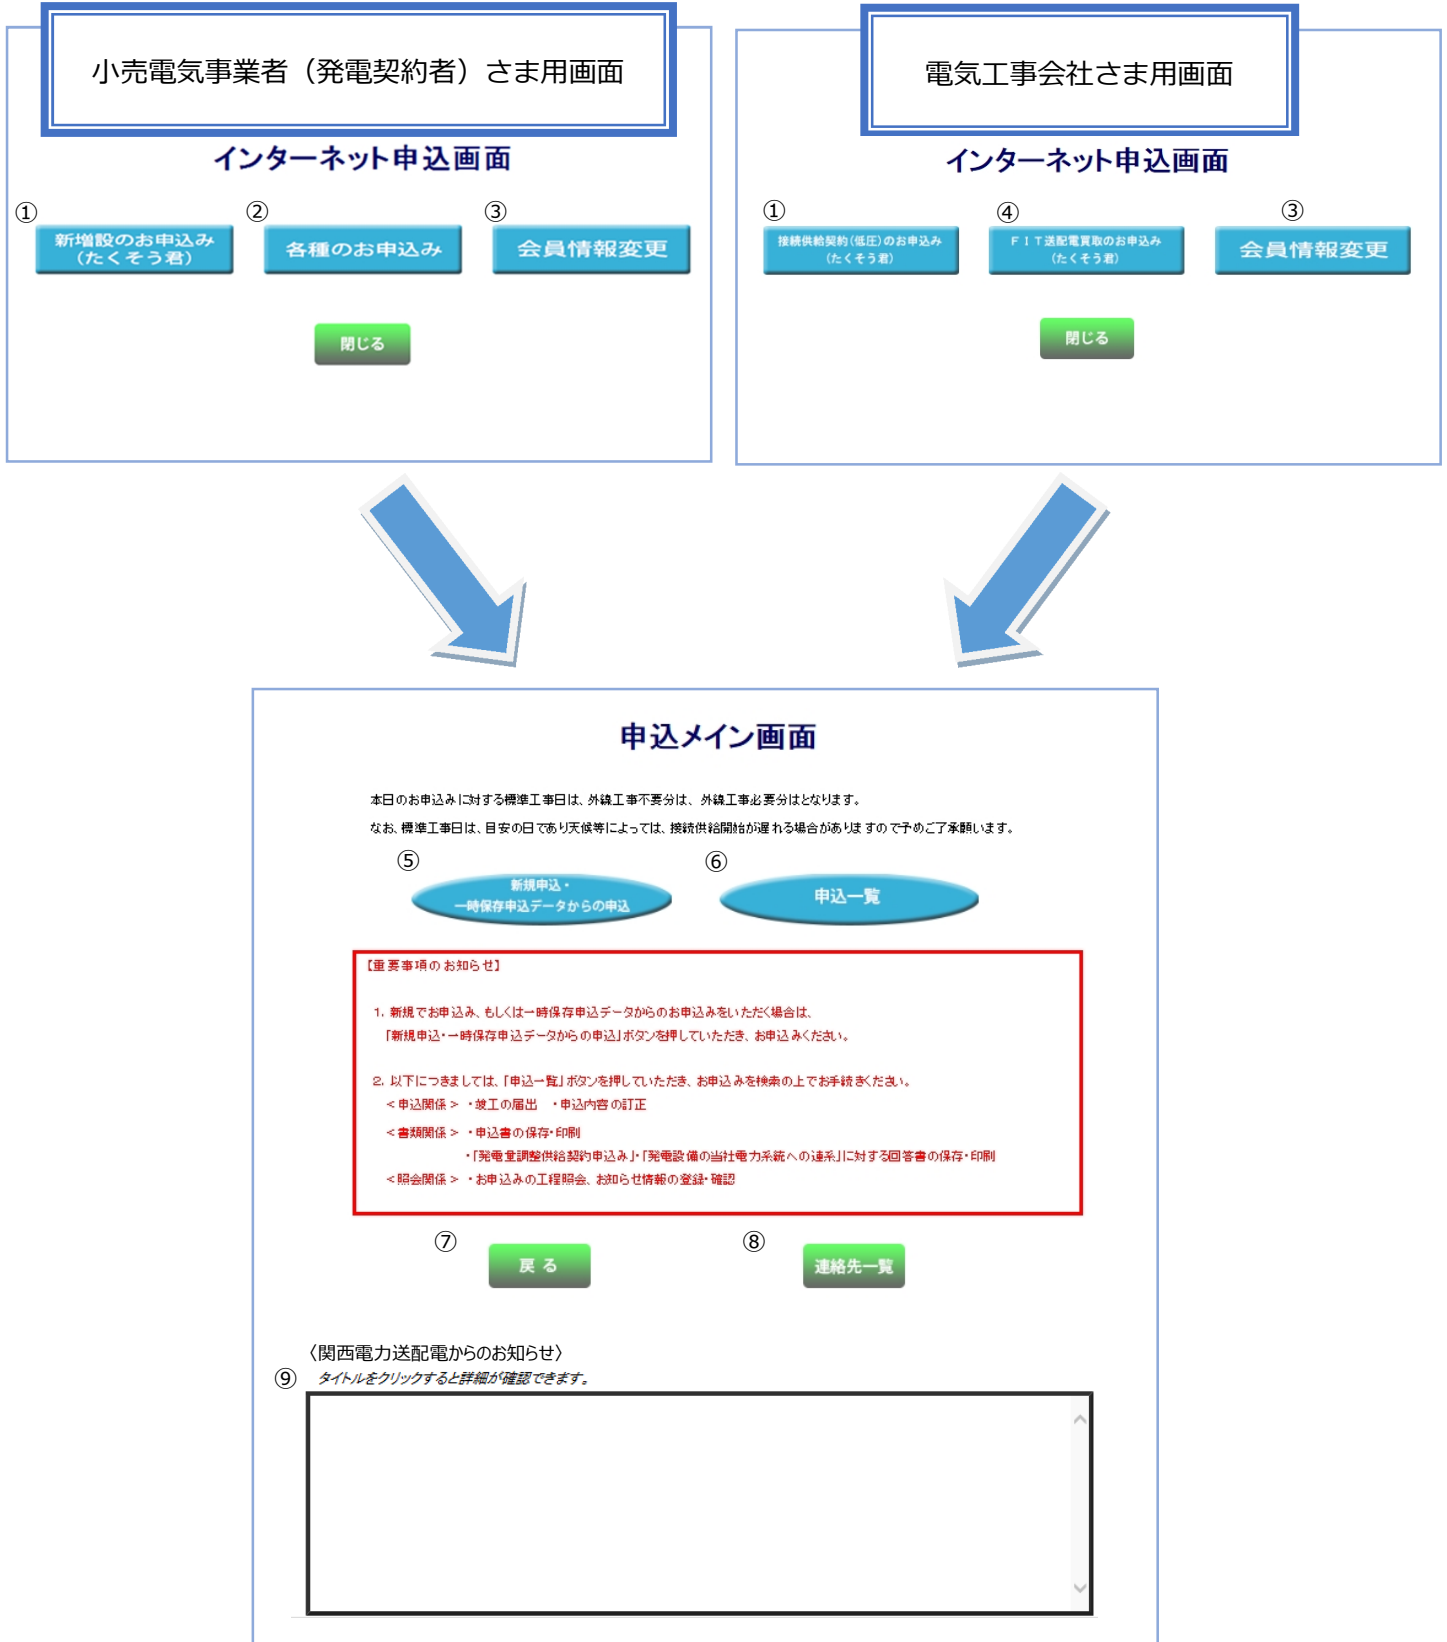 小売電気事業者（発電契約者）さま用画面
インターネット申込画面
①
新増設のお申込み
（たくそう君）
②
各種のお申込み
③
会員情報変更
閉じる
電気工事会社さま用画面
インターネット申込画面
①
接続供給契約（低圧）のお申込み
（たくそう君）
④
ＦＩＴ送配電買取のお申込み
（たくそう君）
③
会員情報変更
閉じる
申込メイン画面
本日のお申込みに対する標準工事日は、外線工事不要分は、 外線工事必要分はとなります。
なお、標準工事日は、目安の日であり天候等によっては、接続供給開始が遅れる場合がありますので予めご了承願います。
⑤
新規申込・
一時保存申込データからの申込
⑥
申込一覧
【重要事項のお知らせ】
1. 新規でお申込み、もしくは一時保存申込データからのお申込みをいただく場合は、
「新規申込・一時保存申込データからの申込」ボタンを押していただき、お申込みください。
2. 以下につきましては、「申込一覧」ボタンを押していただき、お申込みを検索の上でお手続きください。
＜申込関係＞ ・竣工の届出 ・申込内容の訂正
＜書類関係＞ ・申込書の保存・印刷
・「発電量調整供給契約申込み」・「発電設備の当社電力系統への連系」に対する回答書の保存・印刷
＜照会関係＞ ・お申込みの工程照会、お知らせ情報の登録・確認
⑦
戻 る
⑧
連絡先一覧
〈関西電力送配電からのお知らせ〉
⑨ タイトルをクリックすると詳細が確認できます。